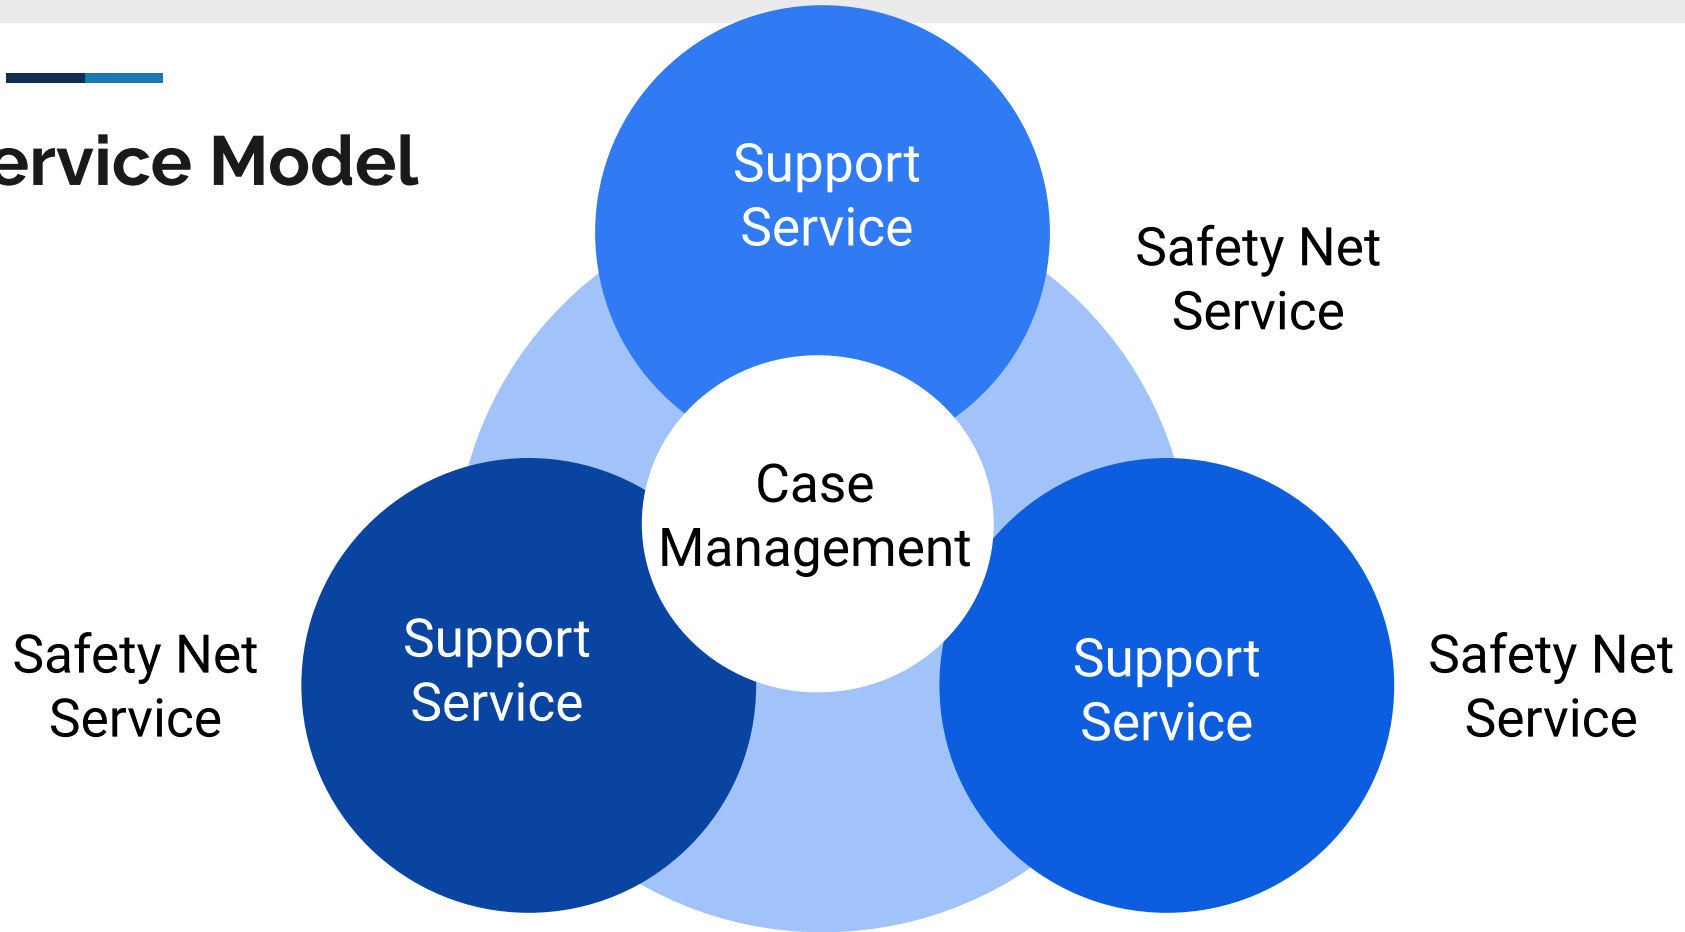 ervice Model
Support
Service
Safety Net
Service
Case
Management
Support
Service
Support
Service
Safety Net
Service
Safety Net
Service